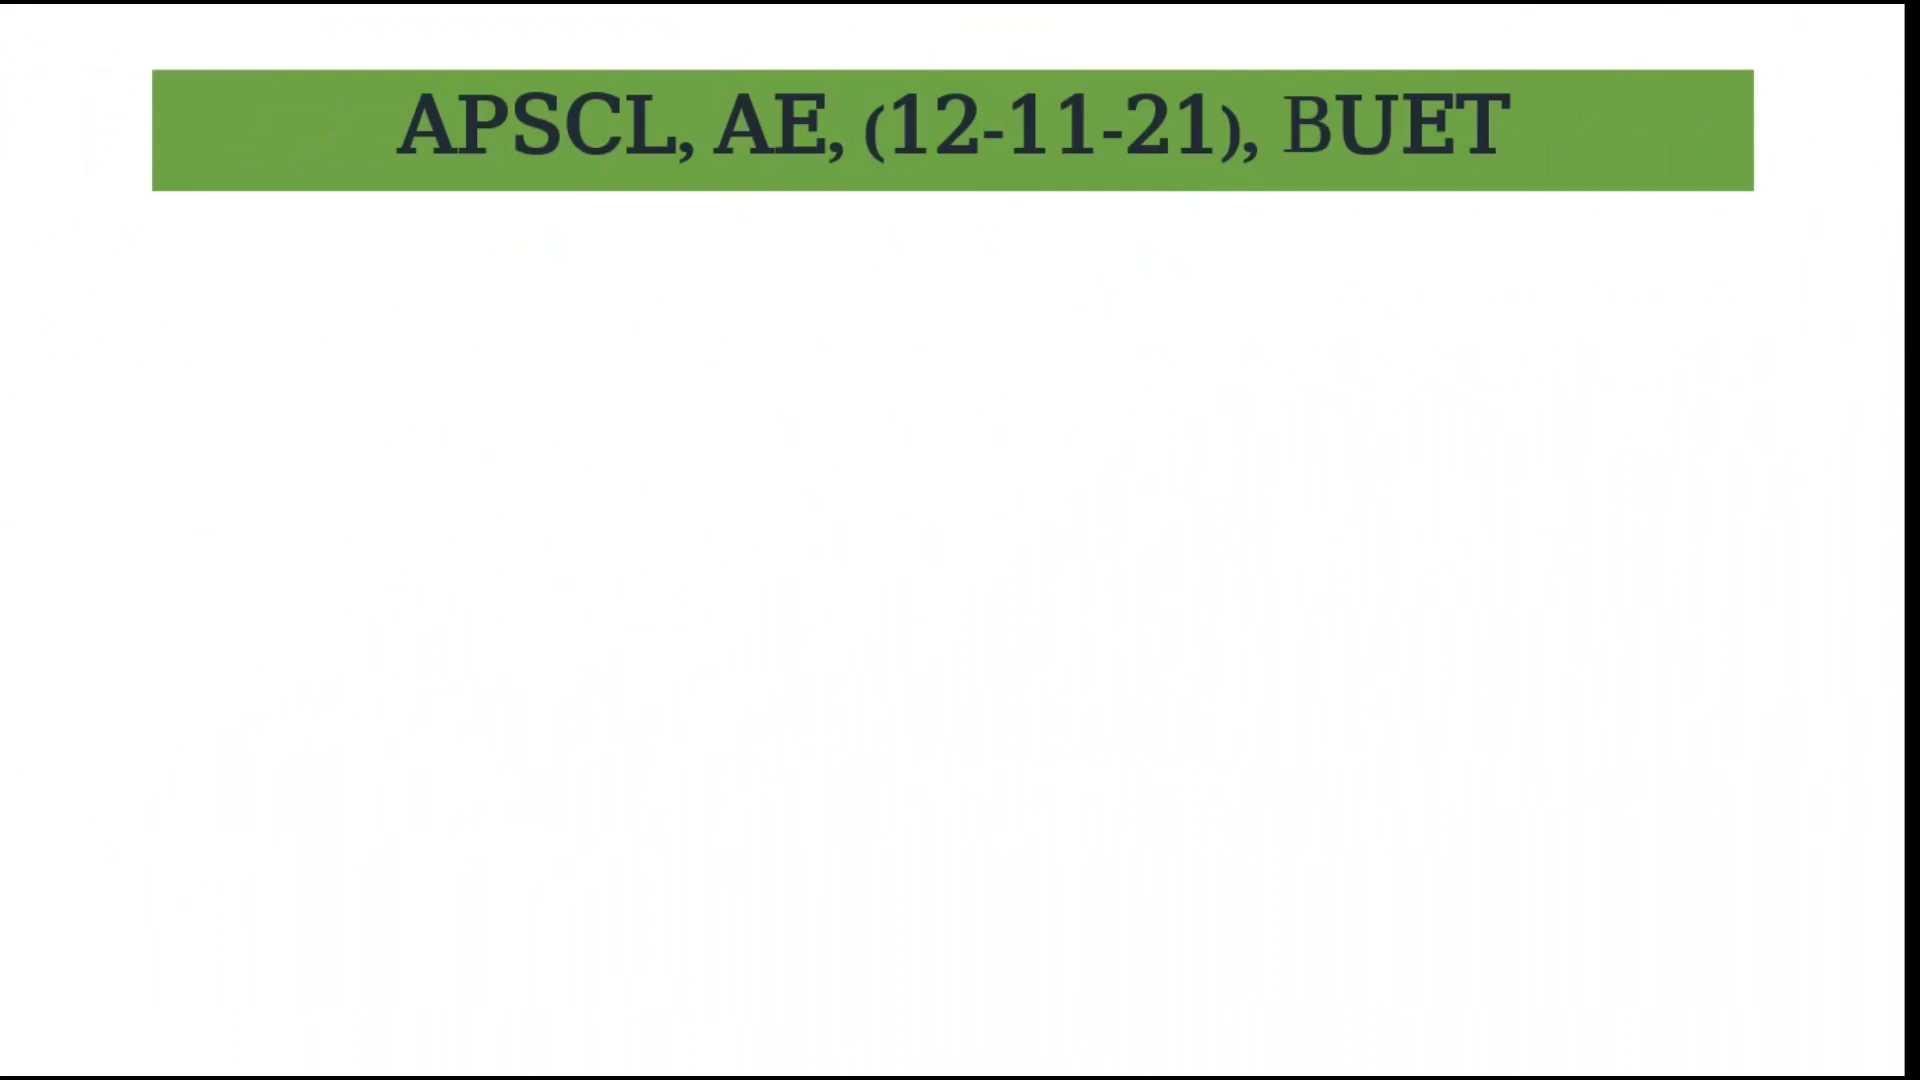 APSCL, AE, (12-11-21), BUET